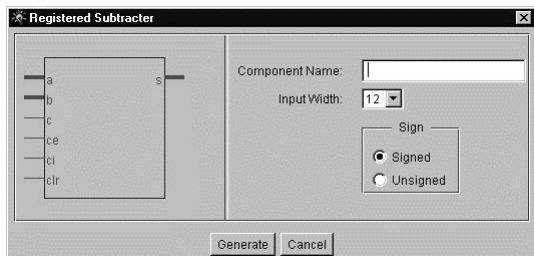 Registered Subtracter
a
s
b
c
ce
ci
clr
Component Name:
Input Width:
12
Sign
Signed
Unsigned
Generate
Cancel